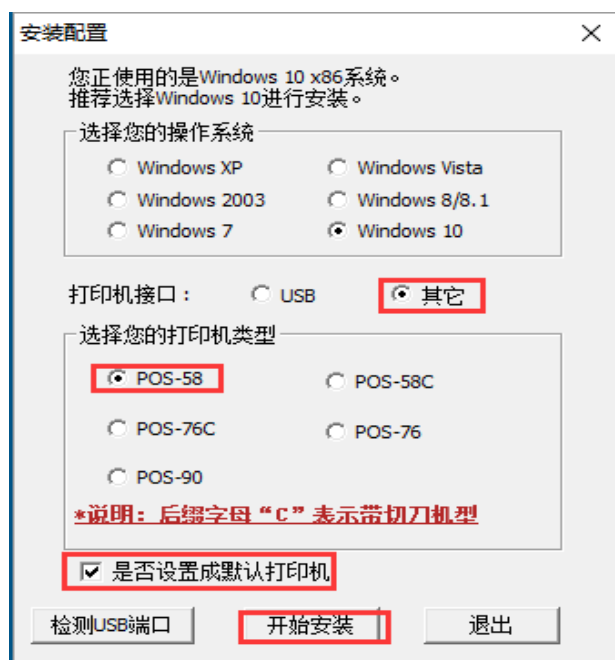 安装配置
您正使用的是Windows 10 x86系统。
推荐选择Windows 10进行安装。
选择您的操作系统
Windows XP Windows Vista
Windows 2003 Windows 8/8.1
Windows 7 Windows 10
打印机接口： USB 其它
选择您的打印机类型
POS-58 POS-58C
POS-76C POS-76
POS-90
*说明：后缀字母“C”表示带切刀机型
是否设置成默认打印机
检测USB端口 开始安装 退出